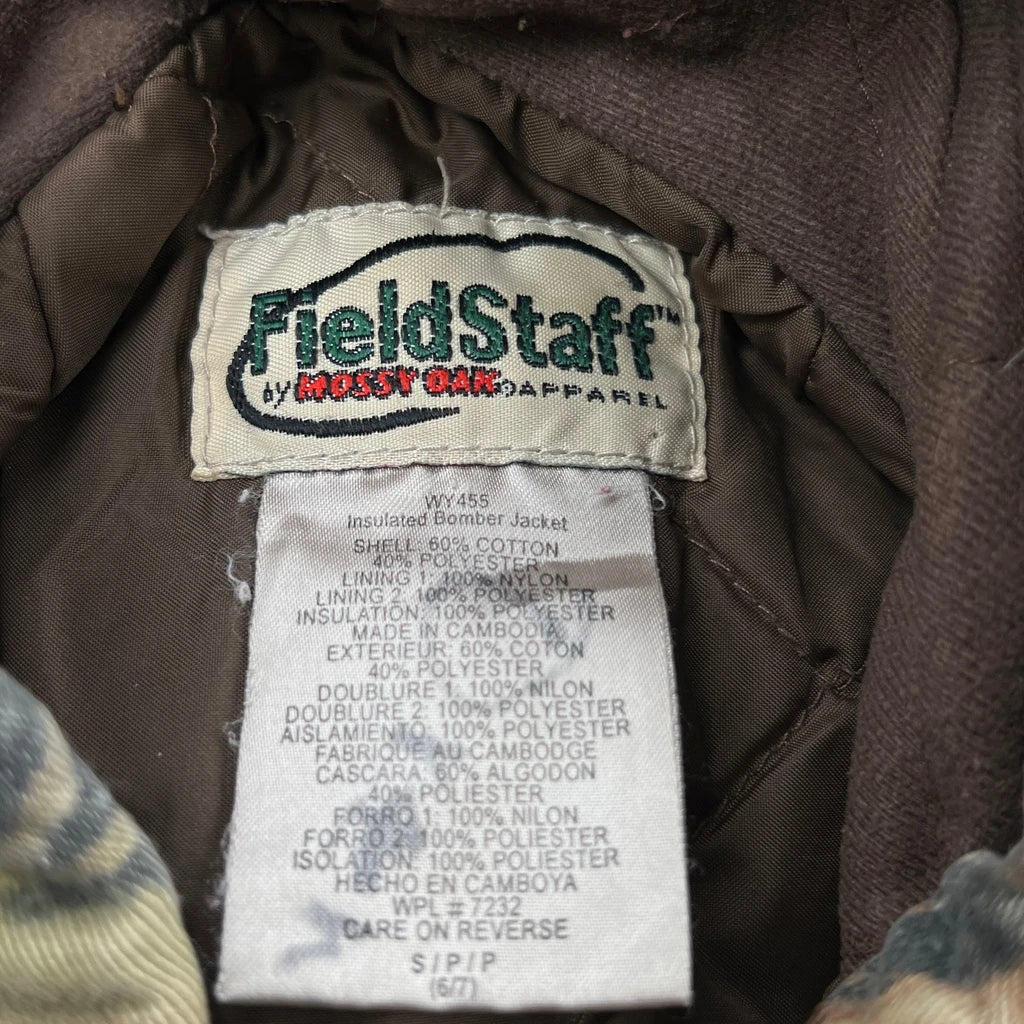 FieldStaff™
by MOSSY OAK® APPAREL
WY455
Insulated Bomber Jacket
SHELL: 60% COTTON
40% POLYESTER
LINING 1: 100% NYLON
LINING 2: 100% POLYESTER
INSULATION: 100% POLYESTER
MADE IN CAMBODIA
EXTERIEUR: 60% COTON
40% POLYESTER
DOUBLURE 1: 100% NILON
DOUBLURE 2: 100% POLYESTER
AISLAMIENTO: 100% POLYESTER
FABRIQUE AU CAMBODGE
CASCARA: 60% ALGODON
40% POLIESTER
FORRO 1: 100% NILON
FORRO 2: 100% POLIESTER
ISOLATION: 100% POLIESTER
HECHO EN CAMBOYA
WPL # 7232
CARE ON REVERSE
S/P/P
(6/7)